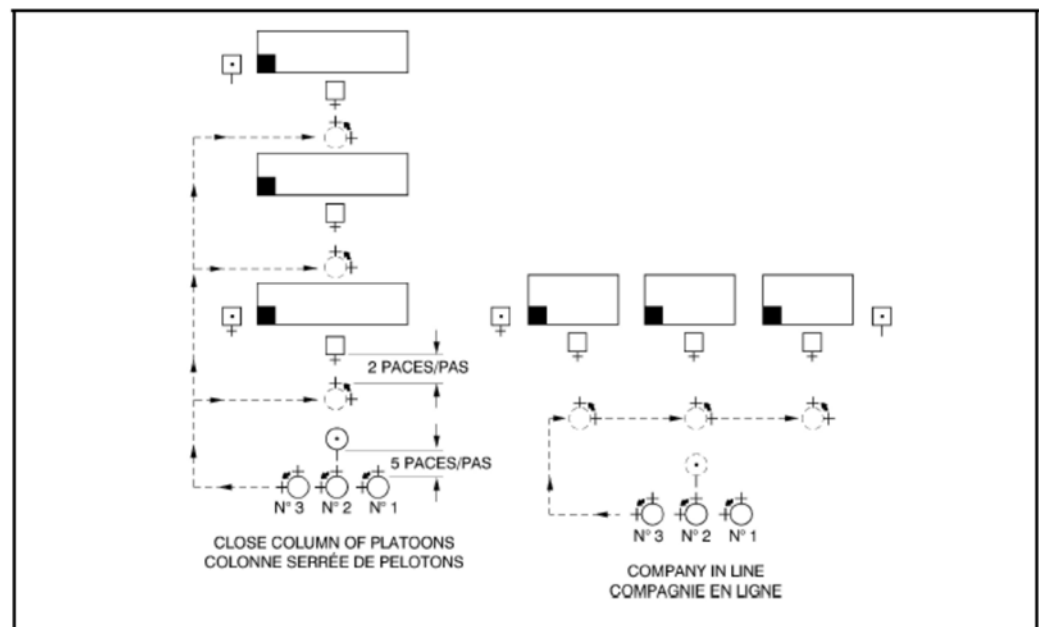 2 PACES/PAS
5 PACES/PAS
N° 3 N° 2 N° 1
CLOSE COLUMN OF PLATOONS
COLONNE SERRÉE DE PELOTONS
N° 3 N° 2 N° 1
COMPANY IN LINE
COMPAGNIE EN LIGNE